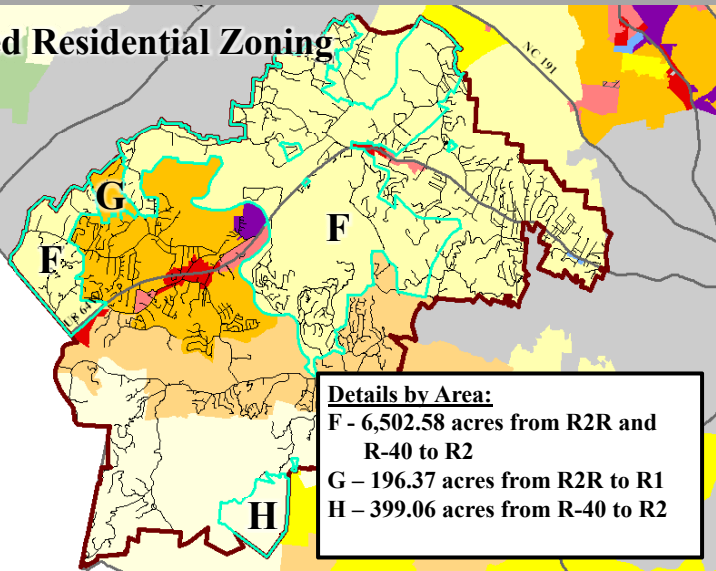 ed Residential Zoning
NC 191
G
F
F
Details by Area:
F - 6,502.58 acres from R2R and
R-40 to R2
G – 196.37 acres from R2R to R1
H – 399.06 acres from R-40 to R2
H